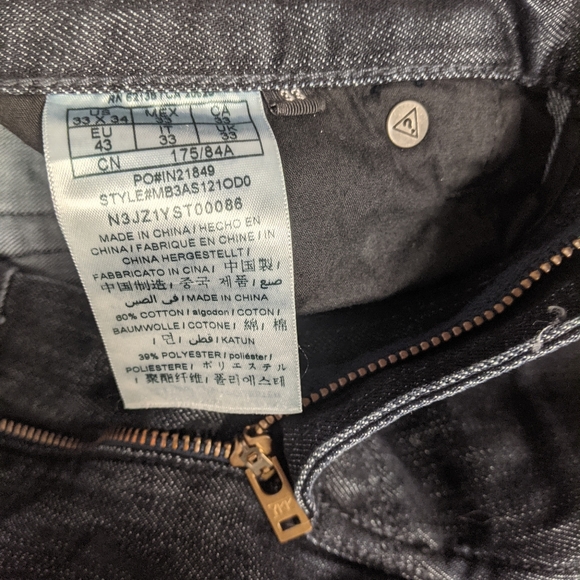 US MEX CA
33 X 34 33 33
EU IT UK
43 33 33
CN 175/84A
PO#IN21849
STYLE#MB3AS121OD0
N3JZ1YST00086
MADE IN CHINA / HECHO EN
CHINA / FABRIQUE EN CHINE / IN
CHINA HERGESTELLT /
FABBRICATO IN CINA / 中国製 /
中国制造 / 중국 제품 / صنع
في الصين / MADE IN CHINA
60% COTTON / algodon / COTON /
BAUMWOLLE / COTONE / 綿 / 棉
/ 면 / قطن / KATUN
39% POLYESTER / poliéster /
POLIESTERE / ポリエステル
/ 聚酯纤维 / 폴리에스테
?